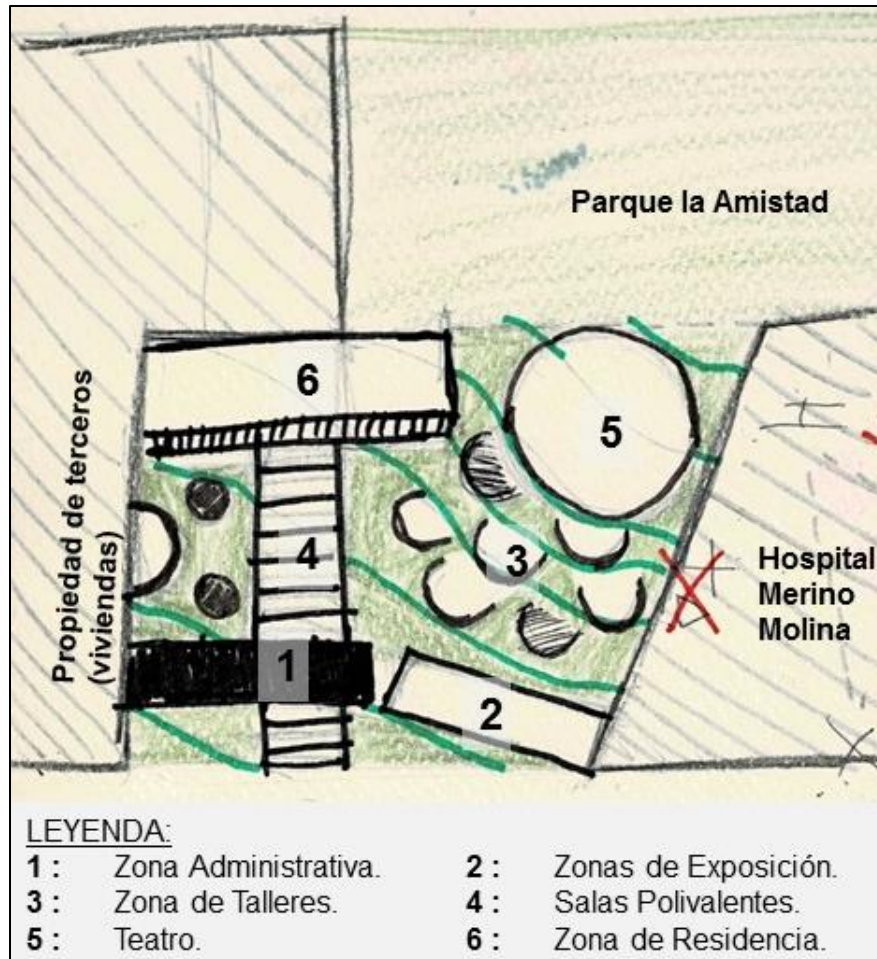 Parque la Amistad
6
5
Propiedad de terceros
(viviendas)
4
3
Hospital
Merino
Molina
1
2
LEYENDA:
1 : Zona Administrativa. 2 : Zonas de Exposición.
3 : Zona de Talleres. 4 : Salas Polivalentes.
5 : Teatro. 6 : Zona de Residencia.